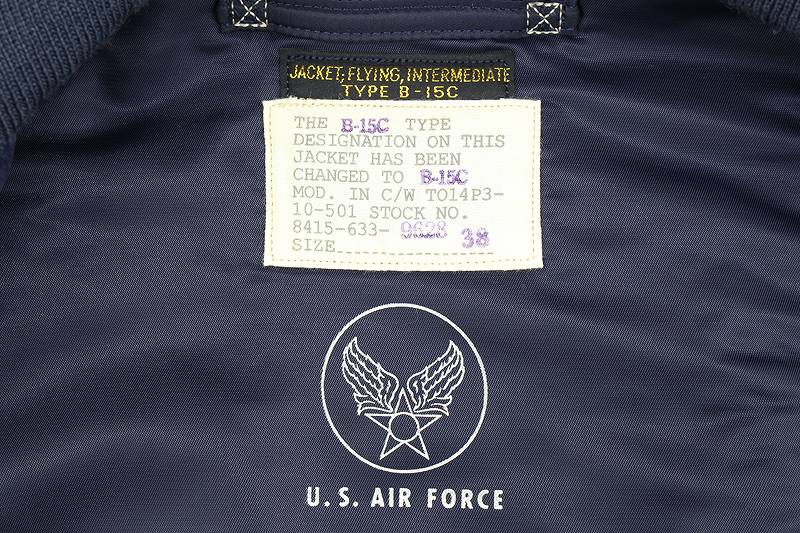 JACKET, FLYING, INTERMEDIATE
TYPE B-15C
THE B-15C TYPE
DESIGNATION ON THIS
JACKET HAS BEEN
CHANGED TO B-15C
MOD. IN C/W TO14P3-
10-501 STOCK NO.
8415-633-9628
SIZE 38
U.S. AIR FORCE